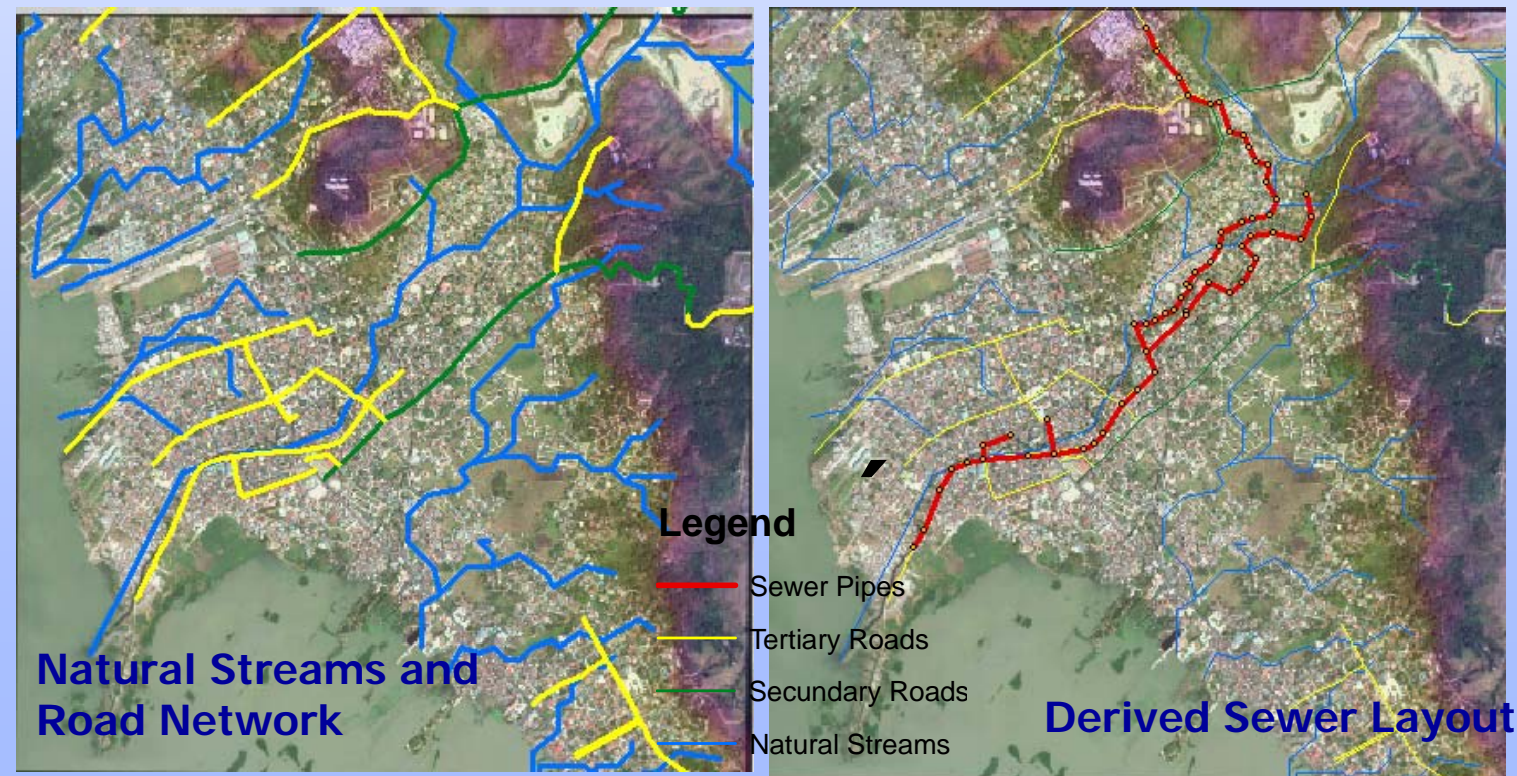 Legend
Sewer Pipes
Tertiary Roads
Secundary Roads
Natural Streams
Natural Streams and
Road Network
Derived Sewer Layout